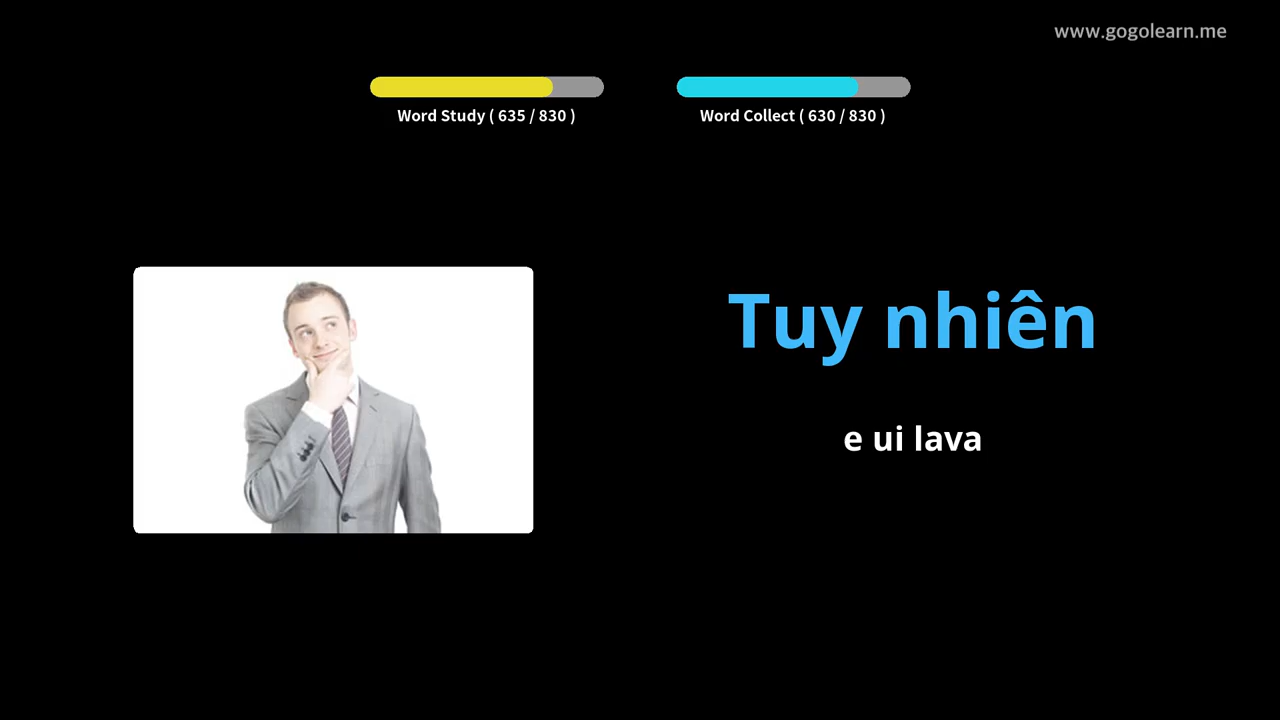 www.gogolearn.me
Word Study ( 635 / 830 )
Word Collect ( 630 / 830 )
Tuy nhiên
e ui lava